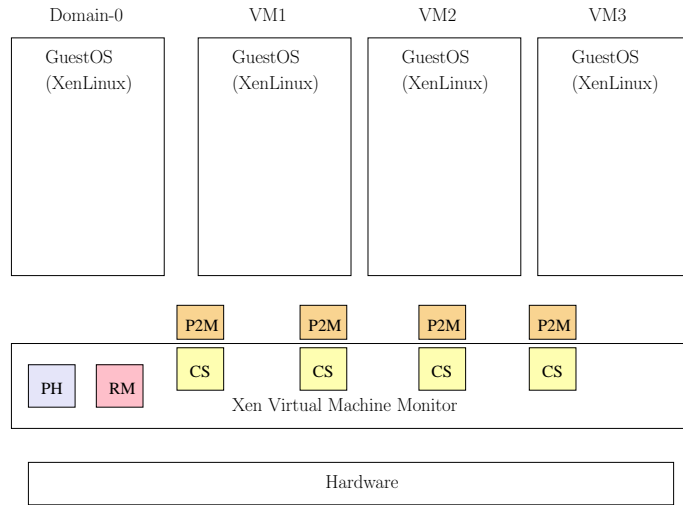 Domain-0 VM1 VM2 VM3
GuestOS GuestOS GuestOS GuestOS
(XenLinux) (XenLinux) (XenLinux) (XenLinux)
P2M P2M P2M P2M
CS CS CS CS
PH RM
Xen Virtual Machine Monitor
Hardware